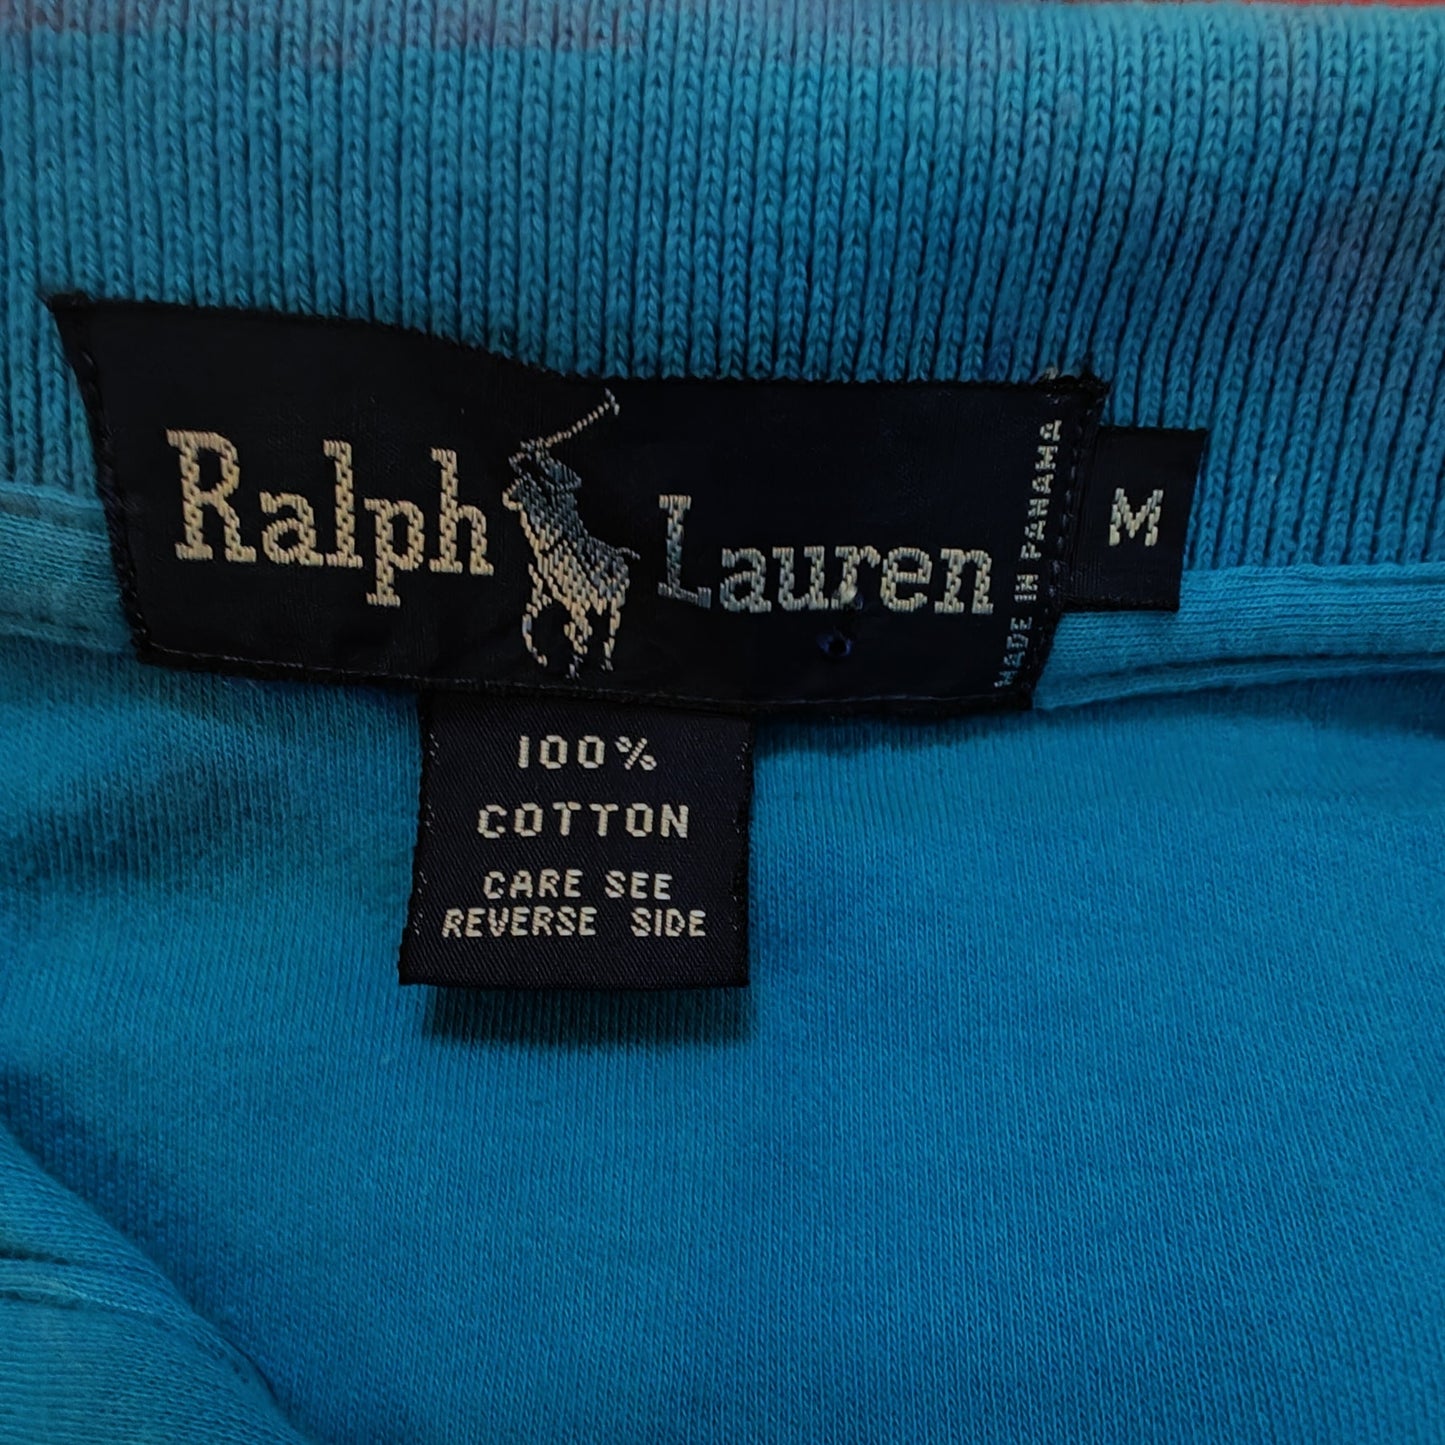 Ralph Lauren
MADE IN PANAMA
M
100%
COTTON
CARE SEE
REVERSE SIDE